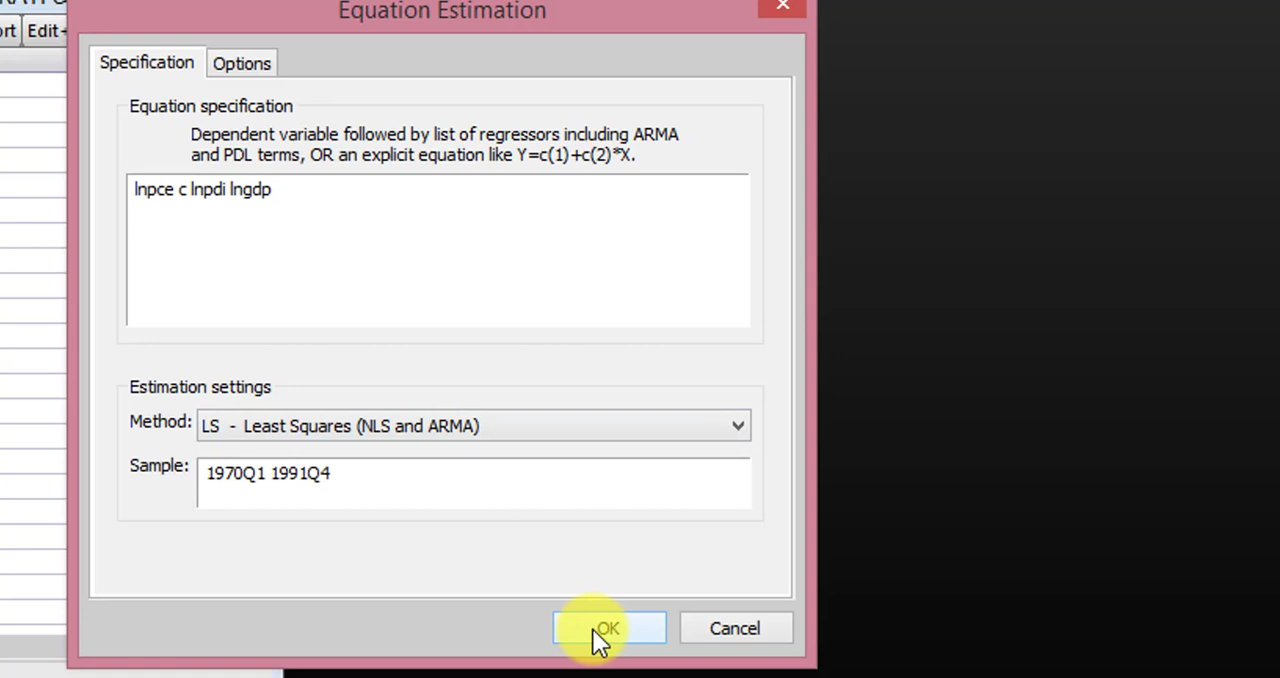 Equation Estimation
rt Edit+
Specification Options
Equation specification
Dependent variable followed by list of regressors including ARMA
and PDL terms, OR an explicit equation like Y=c(1)+c(2)*X.
lnpce c lnpdi lngdp
Estimation settings
Method: LS - Least Squares (NLS and ARMA)
Sample: 1970Q1 1991Q4
OK Cancel